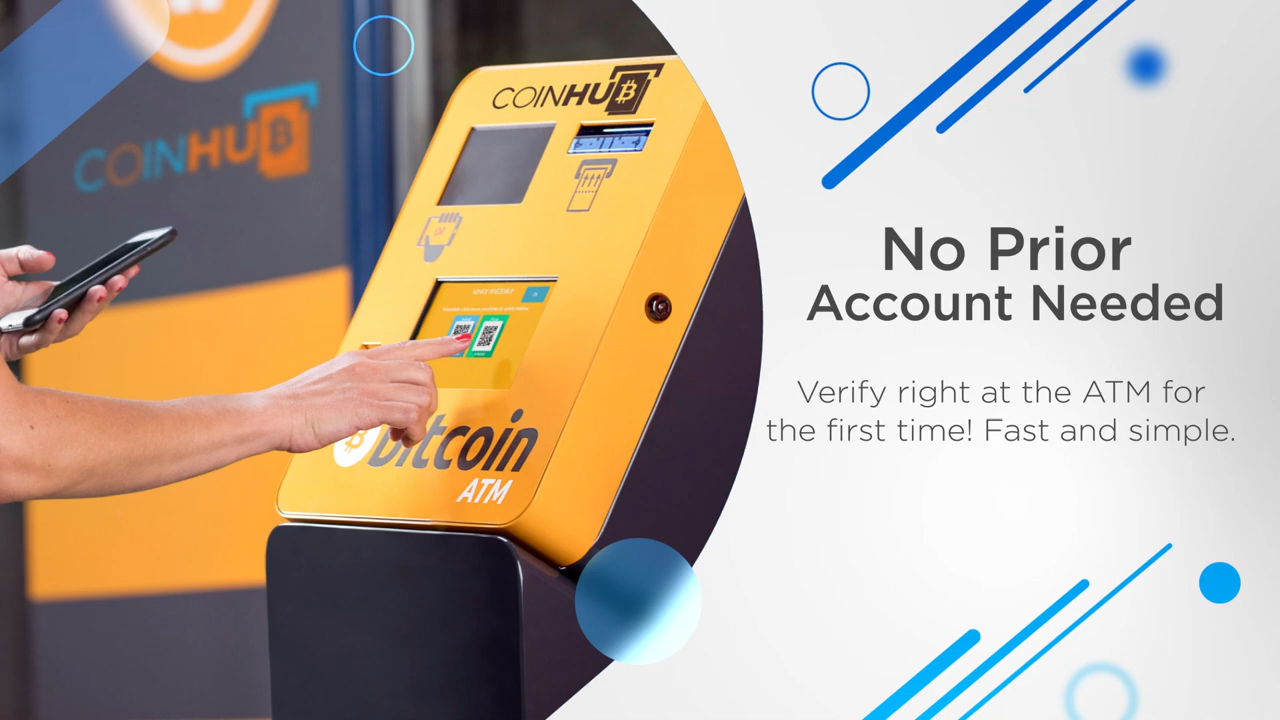 COINHUB
COINHUB
Bitcoin
ATM
No Prior
Account Needed
Verify right at the ATM for
the first time! Fast and simple.